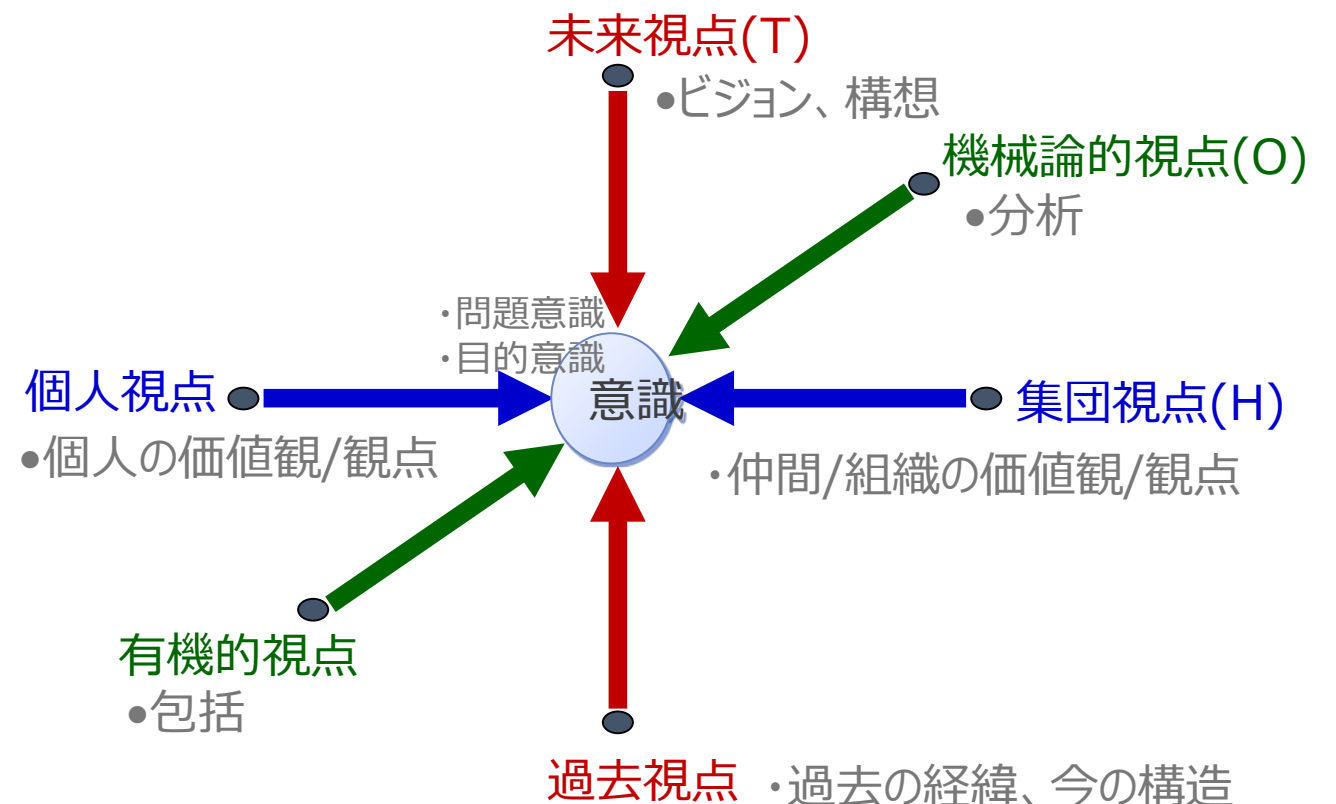 未来視点(T)
●ビジョン、構想
機械論的視点(O)
●分析
・問題意識
・目的意識
個人視点
●個人の価値観/観点
意識
集団視点(H)
・仲間/組織の価値観/観点
有機的視点
●包括
過去視点
・過去の経緯、今の構造